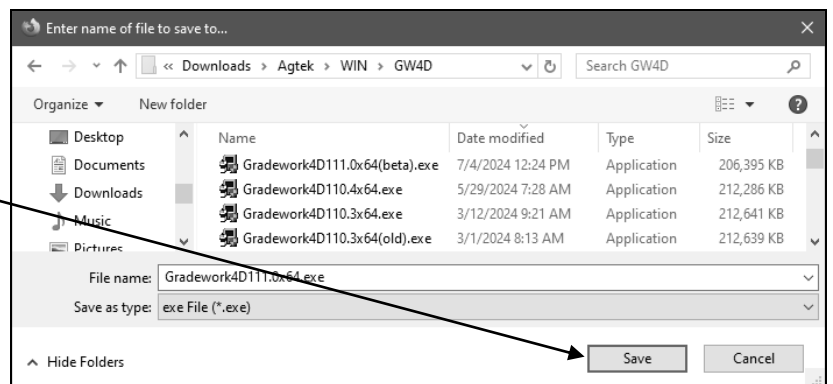 Enter name of file to save to...
« Downloads > Agtek > WIN > GW4D
Search GW4D
Organize
New folder
Desktop
Documents
Downloads
Music
Pictures
Name Date modified Type Size
Gradework4D111.0x64(beta).exe 7/4/2024 12:24 PM Application 206,395 KB
Gradework4D110.4x64.exe 5/29/2024 7:28 AM Application 212,286 KB
Gradework4D110.3x64.exe 3/12/2024 9:21 AM Application 212,641 KB
Gradework4D110.3x64(old).exe 3/1/2024 8:13 AM Application 212,639 KB
File name: Gradework4D111.0x64.exe
Save as type: exe File (*.exe)
Hide Folders
Save
Cancel